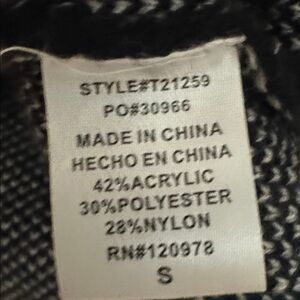 STYLE#T21259
PO#30966
MADE IN CHINA
HECHO EN CHINA
42%ACRYLIC
30%POLYESTER
28%NYLON
RN#120978
S